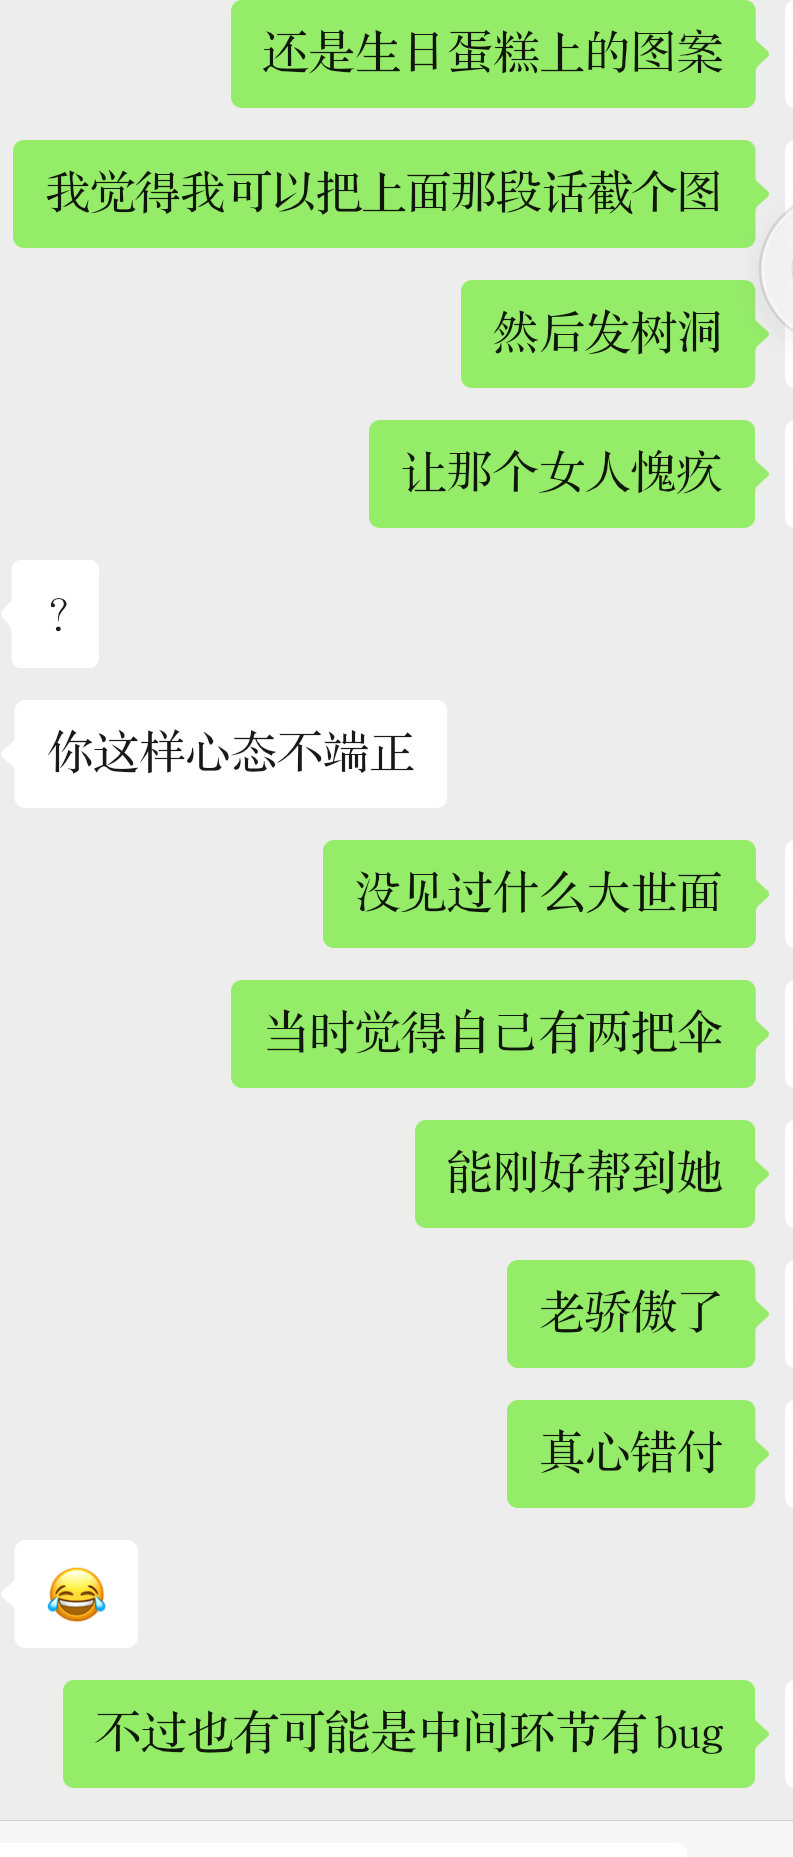 还是生日蛋糕上的图案
我觉得我可以把上面那段话截个图
然后发树洞
让那个女人愧疚
？
你这样心态不端正
没见过什么大世面
当时觉得自己有两把伞
能刚好帮到她
老骄傲了
真心错付
😂
不过也有可能是中间环节有bug